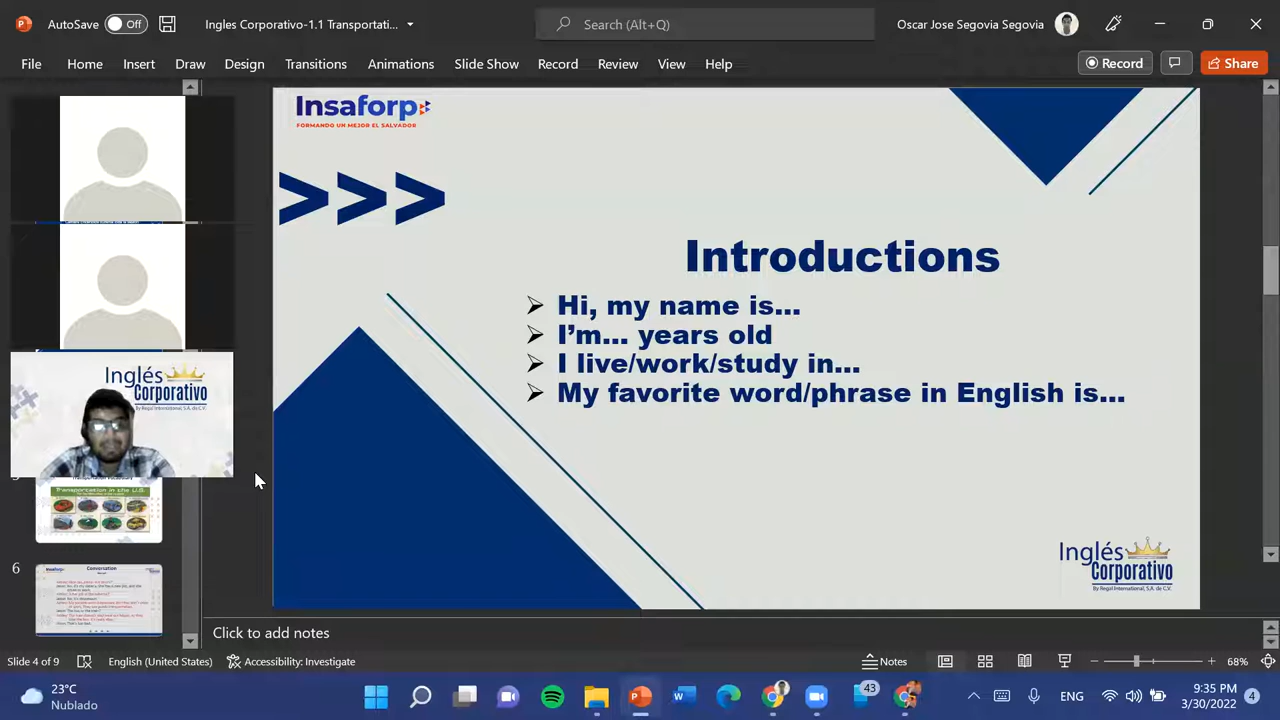 AutoSave
Off
Ingles Corporativo-1.1 Transportati...
Search (Alt+Q)
Oscar Jose Segovia Segovia
File
Home
Insert
Draw
Design
Transitions
Animations
Slide Show
Record
Review
View
Help
Record
Share
Insaforp
FORMANDO UN MEJOR EL SALVADOR
>>>
Introductions
Hi, my name is...
I'm... years old
I live/work/study in...
My favorite word/phrase in English is...
Inglés
Corporativo
By Regal International, S.A. de C.V.
Inglés
Corporativo
By Regal International, S.A. de C.V.
Transportation Vocabulary
Transportation in the U.S.
6
Conversation
Click to add notes
Slide 4 of 9
English (United States)
Accessibility: Investigate
Notes
68%
23°C
Nublado
43
ENG
9:35 PM
3/30/2022
4